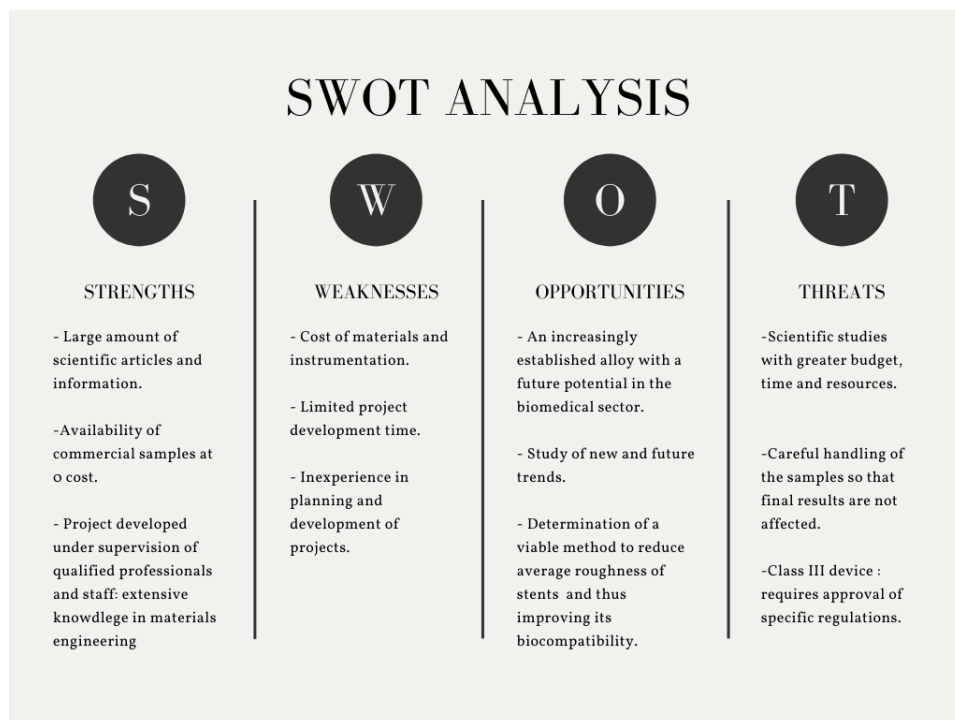 SWOT ANALYSIS
S
STRENGTHS
- Large amount of
scientific articles and
information.
-Availability of
commercial samples at
0 cost.
- Project developed
under supervision of
qualified professionals
and staff: extensive
knowdlege in materials
engineering
W
WEAKNESSES
- Cost of materials and
instrumentation.
- Limited project
development time.
- Inexperience in
planning and
development of
projects.
O
OPPORTUNITIES
- An increasingly
established alloy with a
future potential in the
biomedical sector.
- Study of new and future
trends.
- Determination of a
viable method to reduce
average roughness of
stents  and thus
improving its
biocompatibility.
T
THREATS
-Scientific studies
with greater budget,
time and resources.
-Careful handling of
the samples so that
final results are not
affected.
-Class III device :
requires approval of
specific regulations.